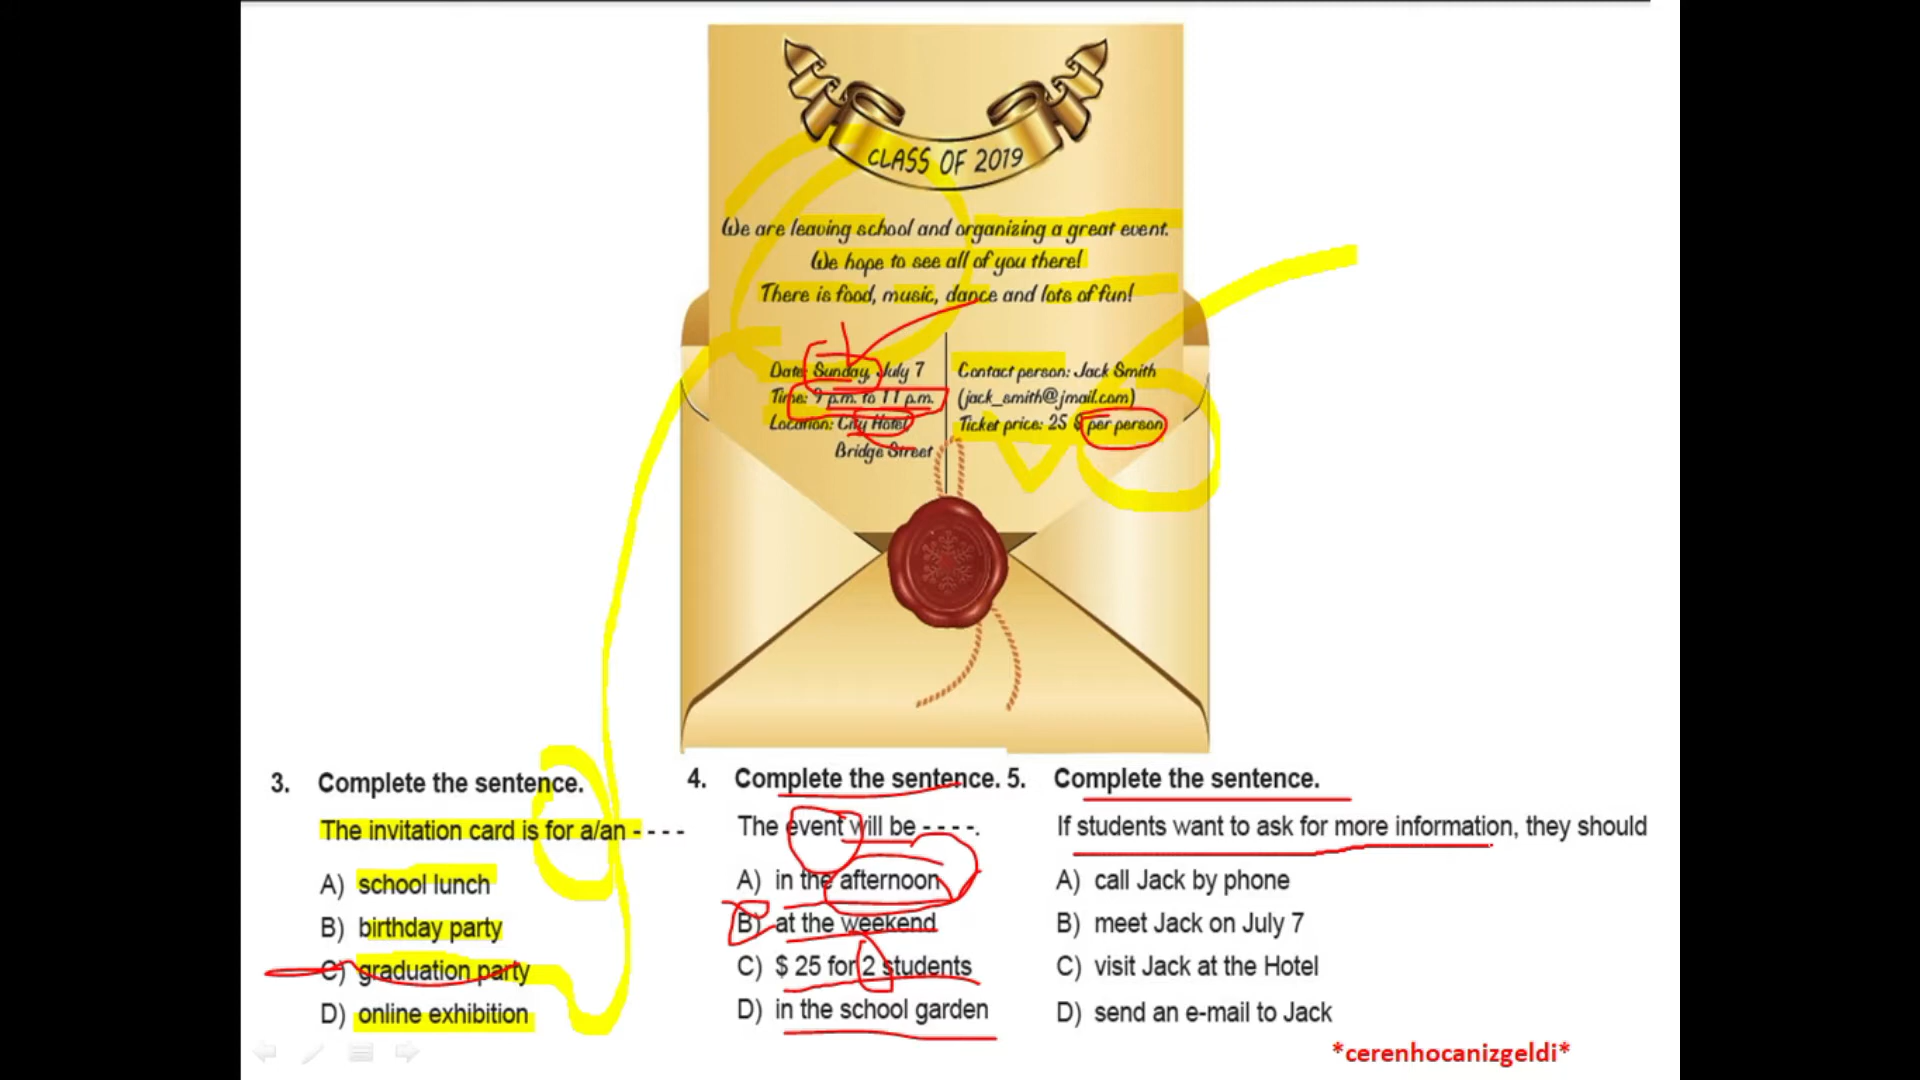 CLASS OF 2019
We are leaving school and organizing a great event.
We hope to see all of you there!
There is food, music, dance and lots of fun!
Date: Sunday, July 7
Time: 9 p.m. to 11 p.m.
Location: City Hotel
Bridge Street
Contact person: Jack Smith
(jack_smith@jmail.com)
Ticket price: 25 $ per person
3. Complete the sentence.
The invitation card is for a/an - - - -
A) school lunch
B) birthday party
C) graduation party
D) online exhibition
4. Complete the sentence.
The event will be - - - -.
A) in the afternoon
B) at the weekend
C) $ 25 for 2 students
D) in the school garden
5. Complete the sentence.
If students want to ask for more information, they should
A) call Jack by phone
B) meet Jack on July 7
C) visit Jack at the Hotel
D) send an e-mail to Jack
*cerenhocanizgeldi*